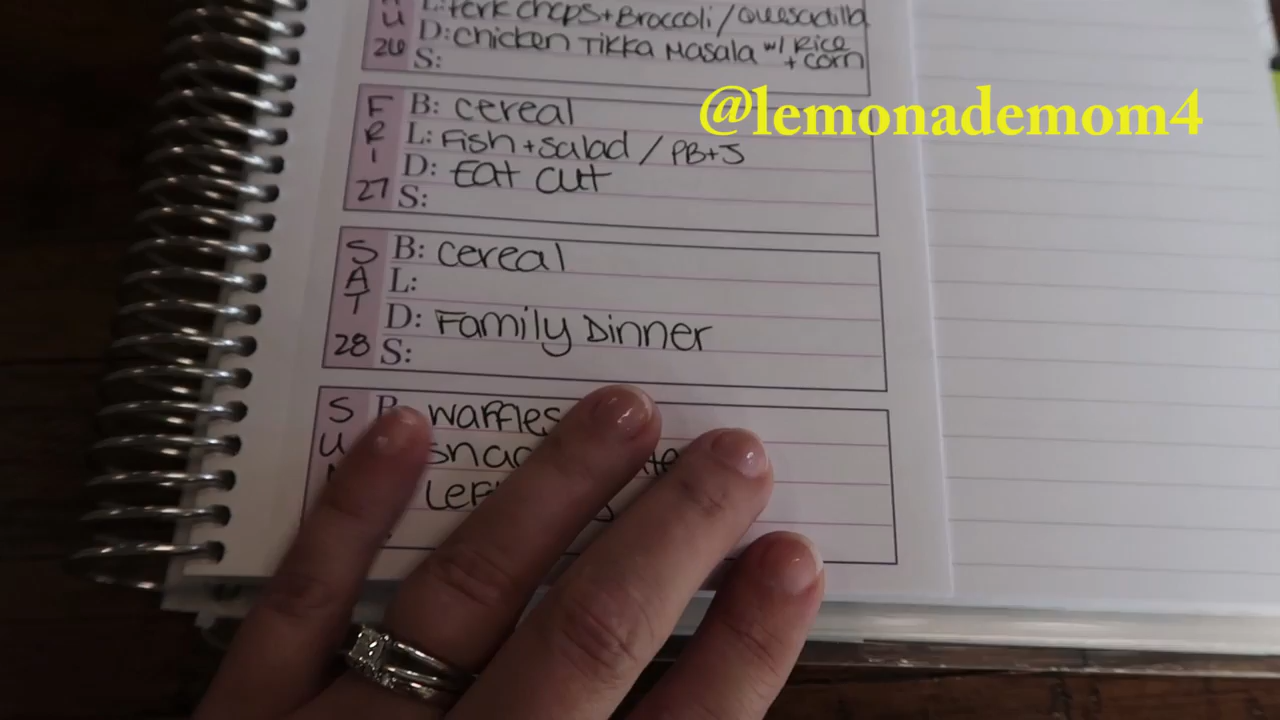 U L: Pork chops + Broccoli / Quesadilla
D: Chicken Tikka Masala w/ Rice
26 + corn
S:
@lemonademom4
F B: cereal
R L: Fish + salad / PB+J
I D: Eat out
27 S:
S B: cereal
A L:
T D: Family Dinner
28 S:
S B: waffles
U